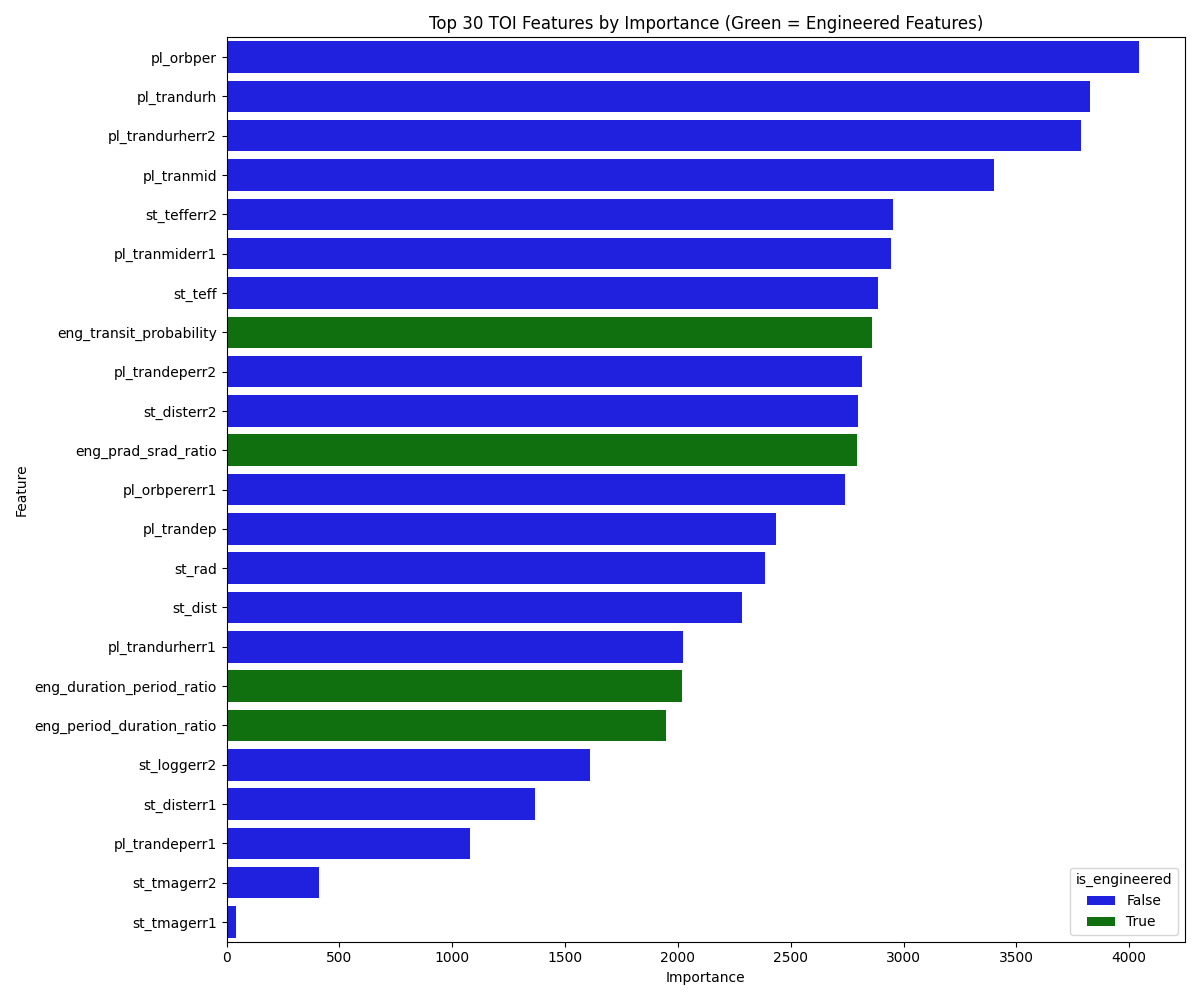 Top 30 TOI Features by Importance (Green = Engineered Features)
Feature
pl_orbper
pl_trandurh
pl_trandurherr2
pl_tranmid
st_tefferr2
pl_tranmiderr1
st_teff
eng_transit_probability
pl_trandeperr2
st_disterr2
eng_prad_srad_ratio
pl_orbpererr1
pl_trandep
st_rad
st_dist
pl_trandurherr1
eng_duration_period_ratio
eng_period_duration_ratio
st_loggerr2
st_disterr1
pl_trandeperr1
st_tmagerr2
st_tmagerr1
is_engineered
False
True
0 500 1000 1500 2000 2500 3000 3500 4000
Importance